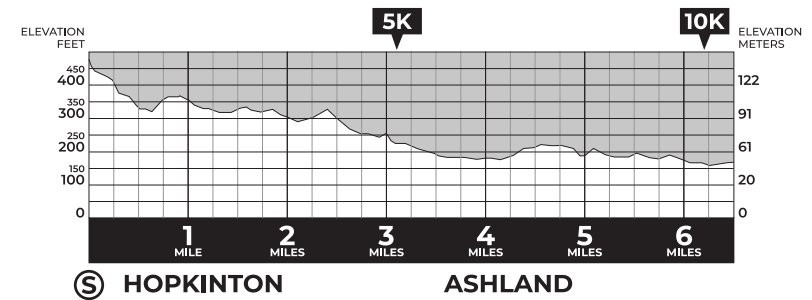 5K
10K
ELEVATION
FEET
ELEVATION
METERS
450
400
122
350
300
91
250
200
61
150
100
20
0
0
1
MILE
2
MILES
3
MILES
4
MILES
5
MILES
6
MILES
S HOPKINTON ASHLAND